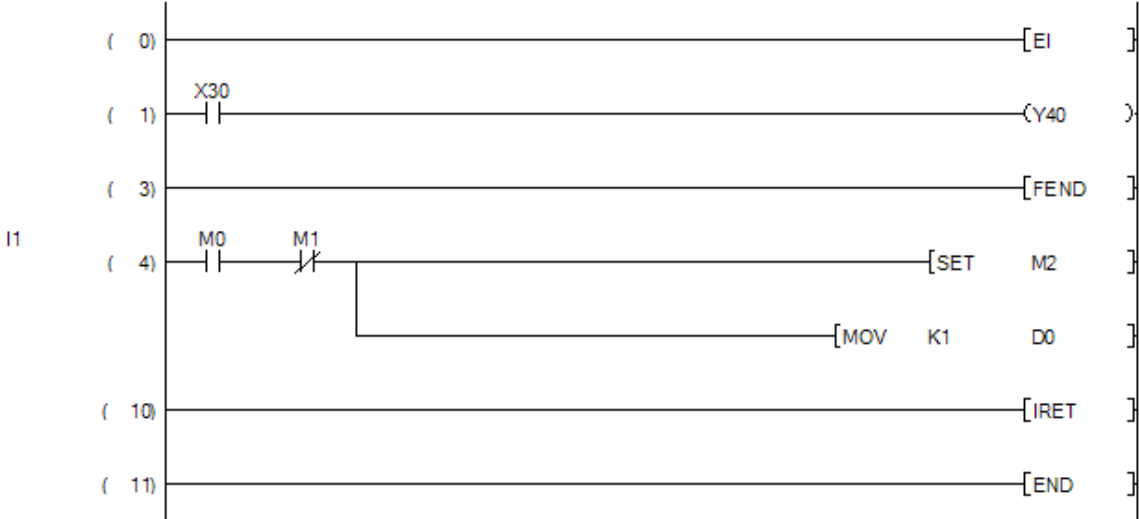 ( 0) EI
X30
( 1) Y40
( 3) FEND
I1 M0 M1
( 4) SET M2
MOV K1 D0
( 10) IRET
( 11) END